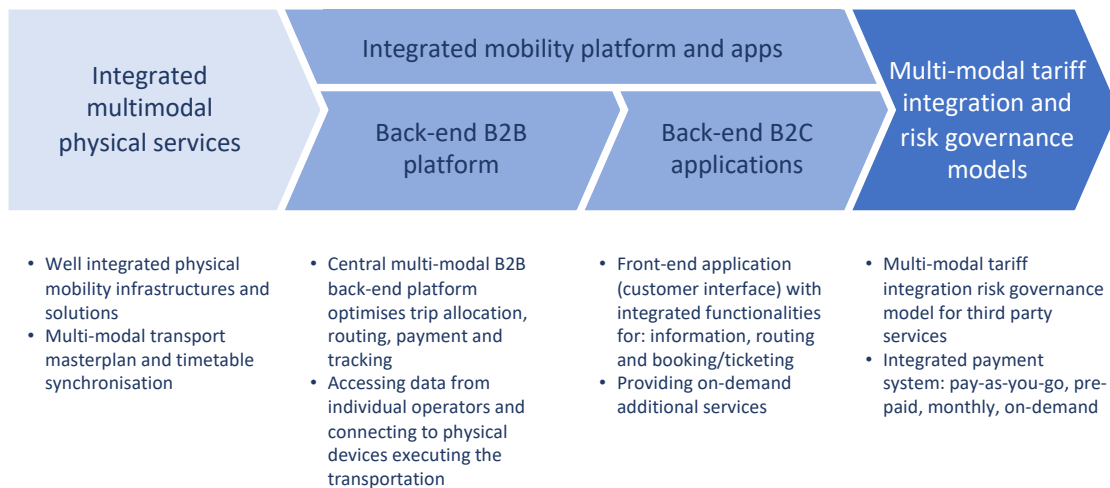 Integrated
multimodal
physical services
Integrated mobility platform and apps
Back-end B2B
platform
Back-end B2C
applications
Multi-modal tariff
integration and
risk governance
models
• Well integrated physical
mobility infrastructures and
solutions
• Multi-modal transport
masterplan and timetable
synchronisation
• Central multi-modal B2B
back-end platform
optimises trip allocation,
routing, payment and
tracking
• Accessing data from
individual operators and
connecting to physical
devices executing the
transportation
• Front-end application
(customer interface) with
integrated functionalities
for: information, routing
and booking/ticketing
• Providing on-demand
additional services
• Multi-modal tariff
integration risk governance
model for third party
services
• Integrated payment
system: pay-as-you-go, pre-
paid, monthly, on-demand